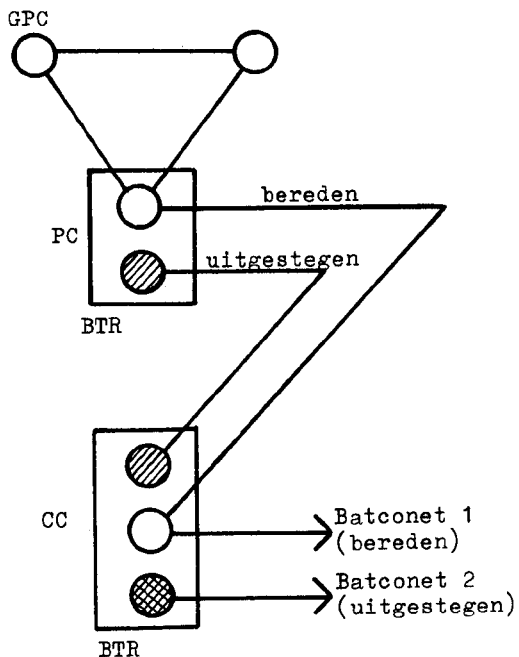 GPC
bereden
PC
uitgestegen
BTR
CC
Batconet 1
(bereden)
Batconet 2
(uitgestegen)
BTR